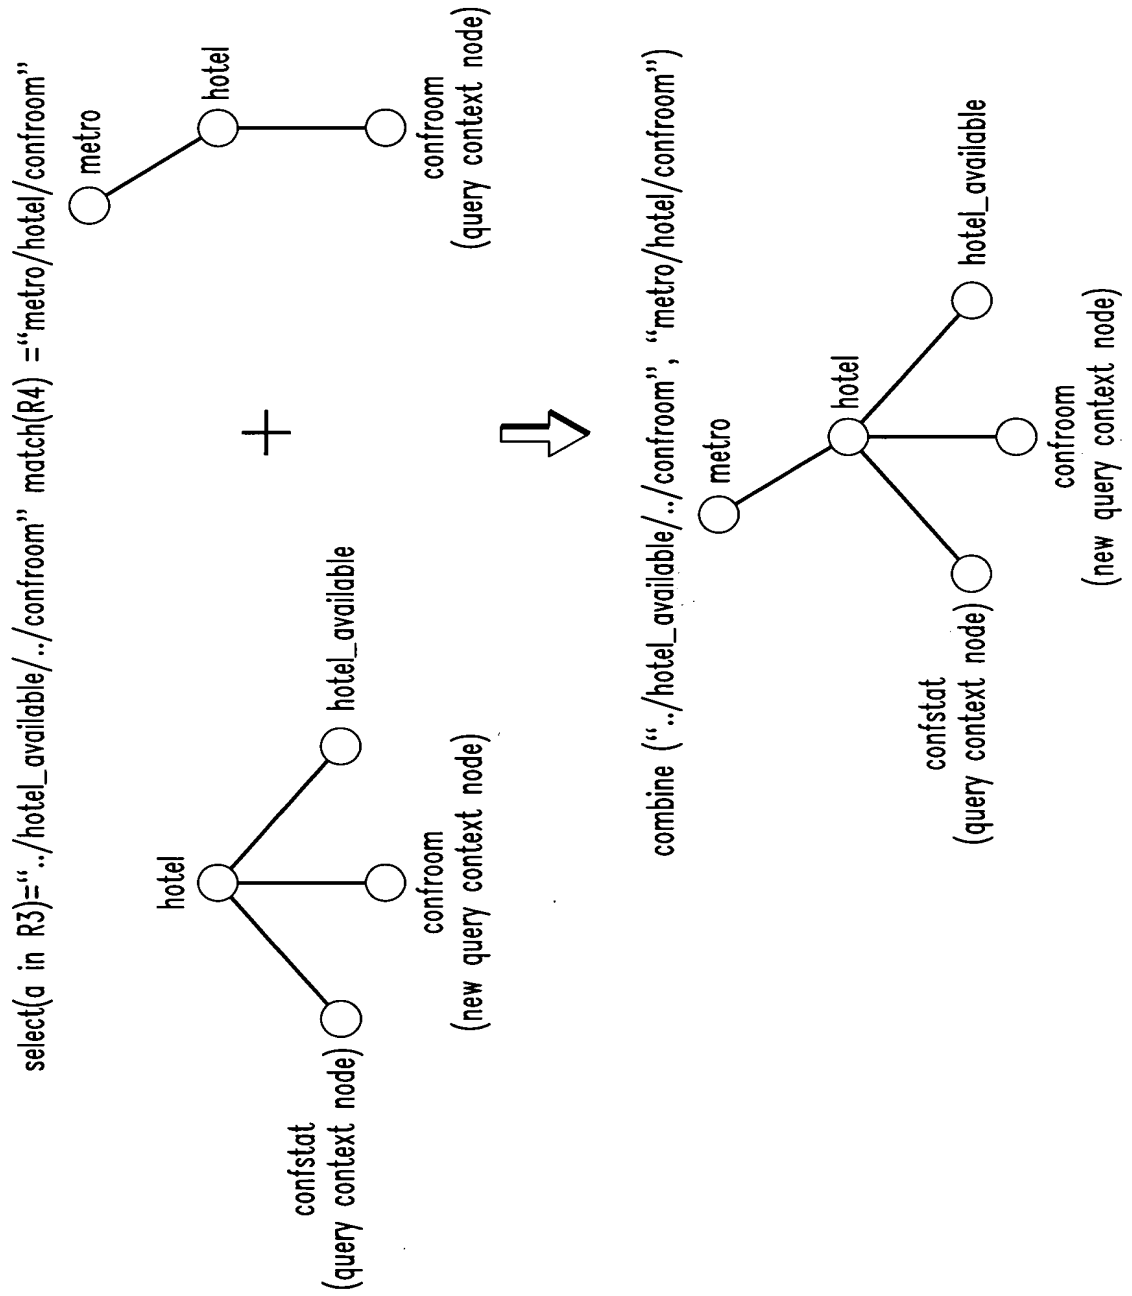 select(a in R3)=“../hotel_available/../confroom” match(R4) =“metro/hotel/confroom”
hotel
confstat
(query context node)
confroom
(new query context node)
hotel_available
+
metro
hotel
confroom
(query context node)
combine (“../hotel_available/../confroom”, “metro/hotel/confroom”)
metro
hotel
confstat
(query context node)
confroom
(new query context node)
hotel_available